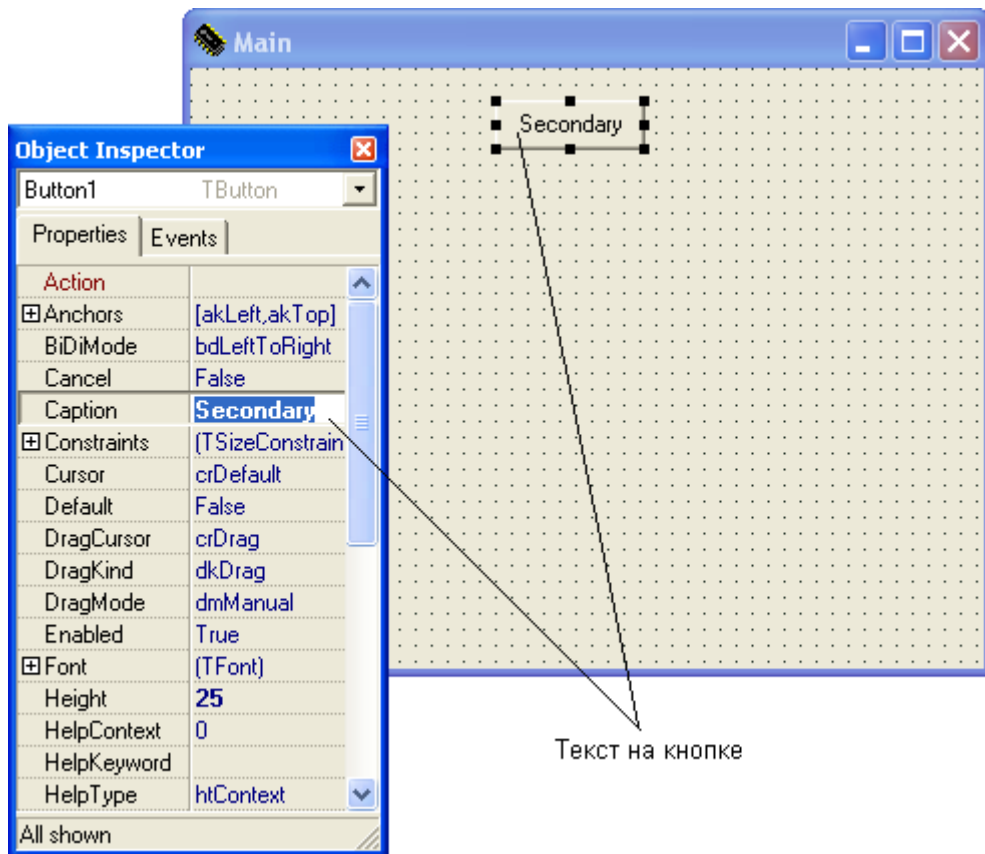 Main
Secondary
Object Inspector
Button1 TButton
Properties Events
Action
Anchors [akLeft,akTop]
BiDiMode bdLeftToRight
Cancel False
Caption Secondary
Constraints (TSizeConstrain
Cursor crDefault
Default False
DragCursor crDrag
DragKind dkDrag
DragMode dmManual
Enabled True
Font (TFont)
Height 25
HelpContext 0
HelpKeyword
HelpType htContext
All shown
Текст на кнопке